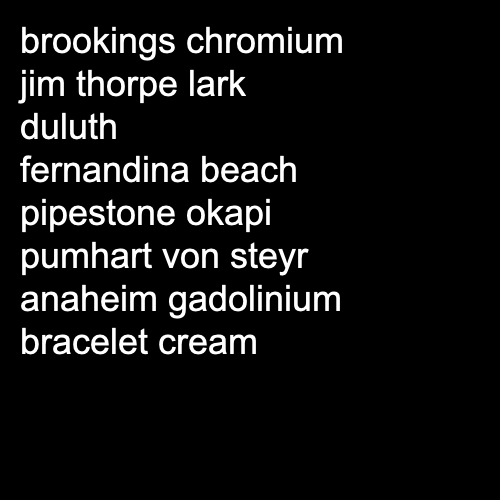 brookings chromium
jim thorpe lark
duluth
fernandina beach
pipestone okapi
pumhart von steyr
anaheim gadolinium
bracelet cream